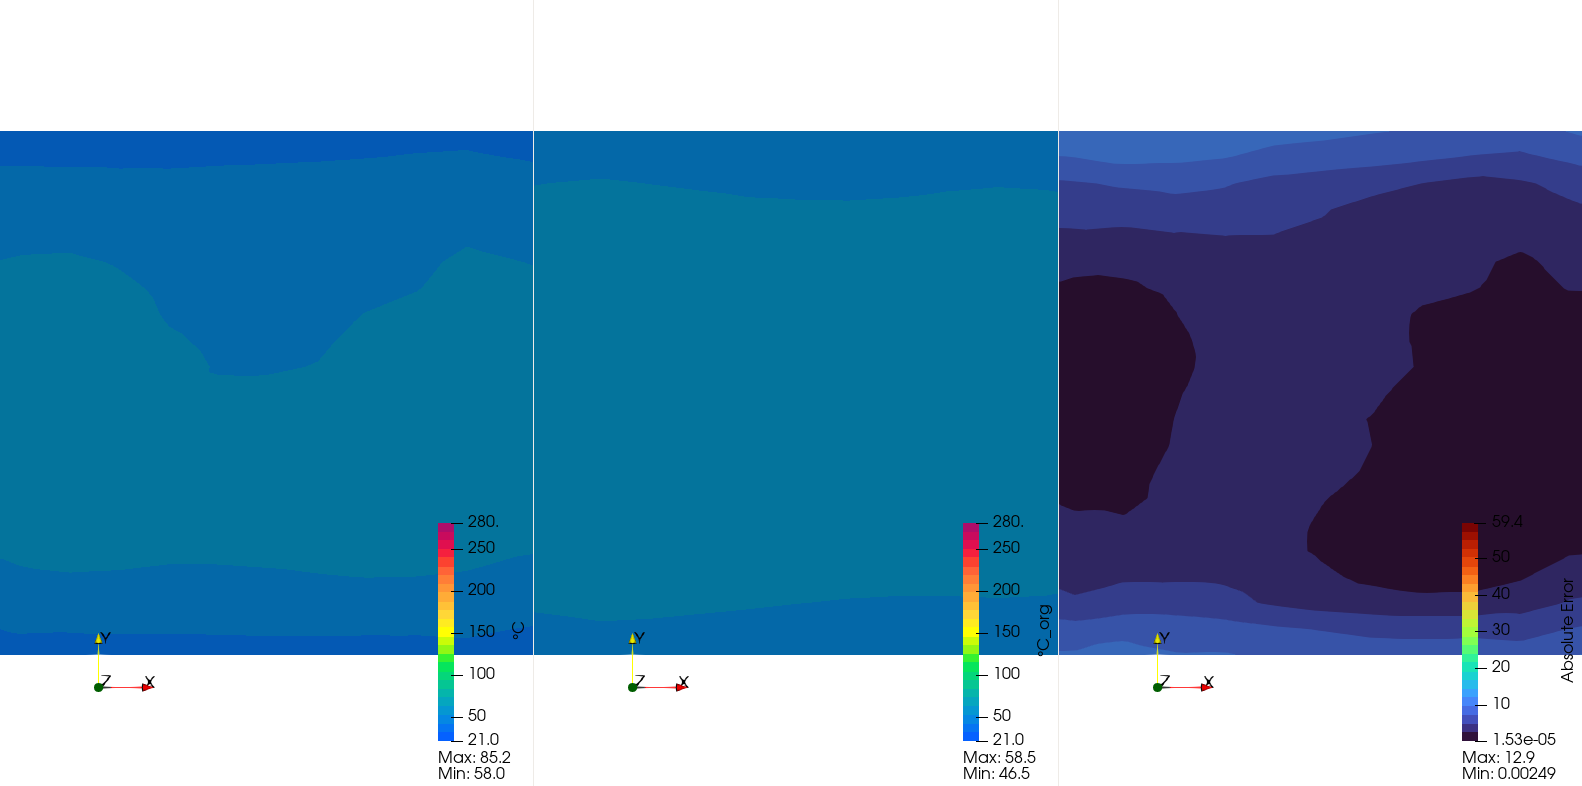 280.
250
200
150
100
50
21.0
°C
Max: 85.2
Min: 58.0
Y
Z
X
280.
250
200
150
100
50
21.0
°C_org
Max: 58.5
Min: 46.5
Y
Z
X
59.4
50
40
30
20
10
1.53e-05
Absolute Error
Max: 12.9
Min: 0.00249
Y
Z
X